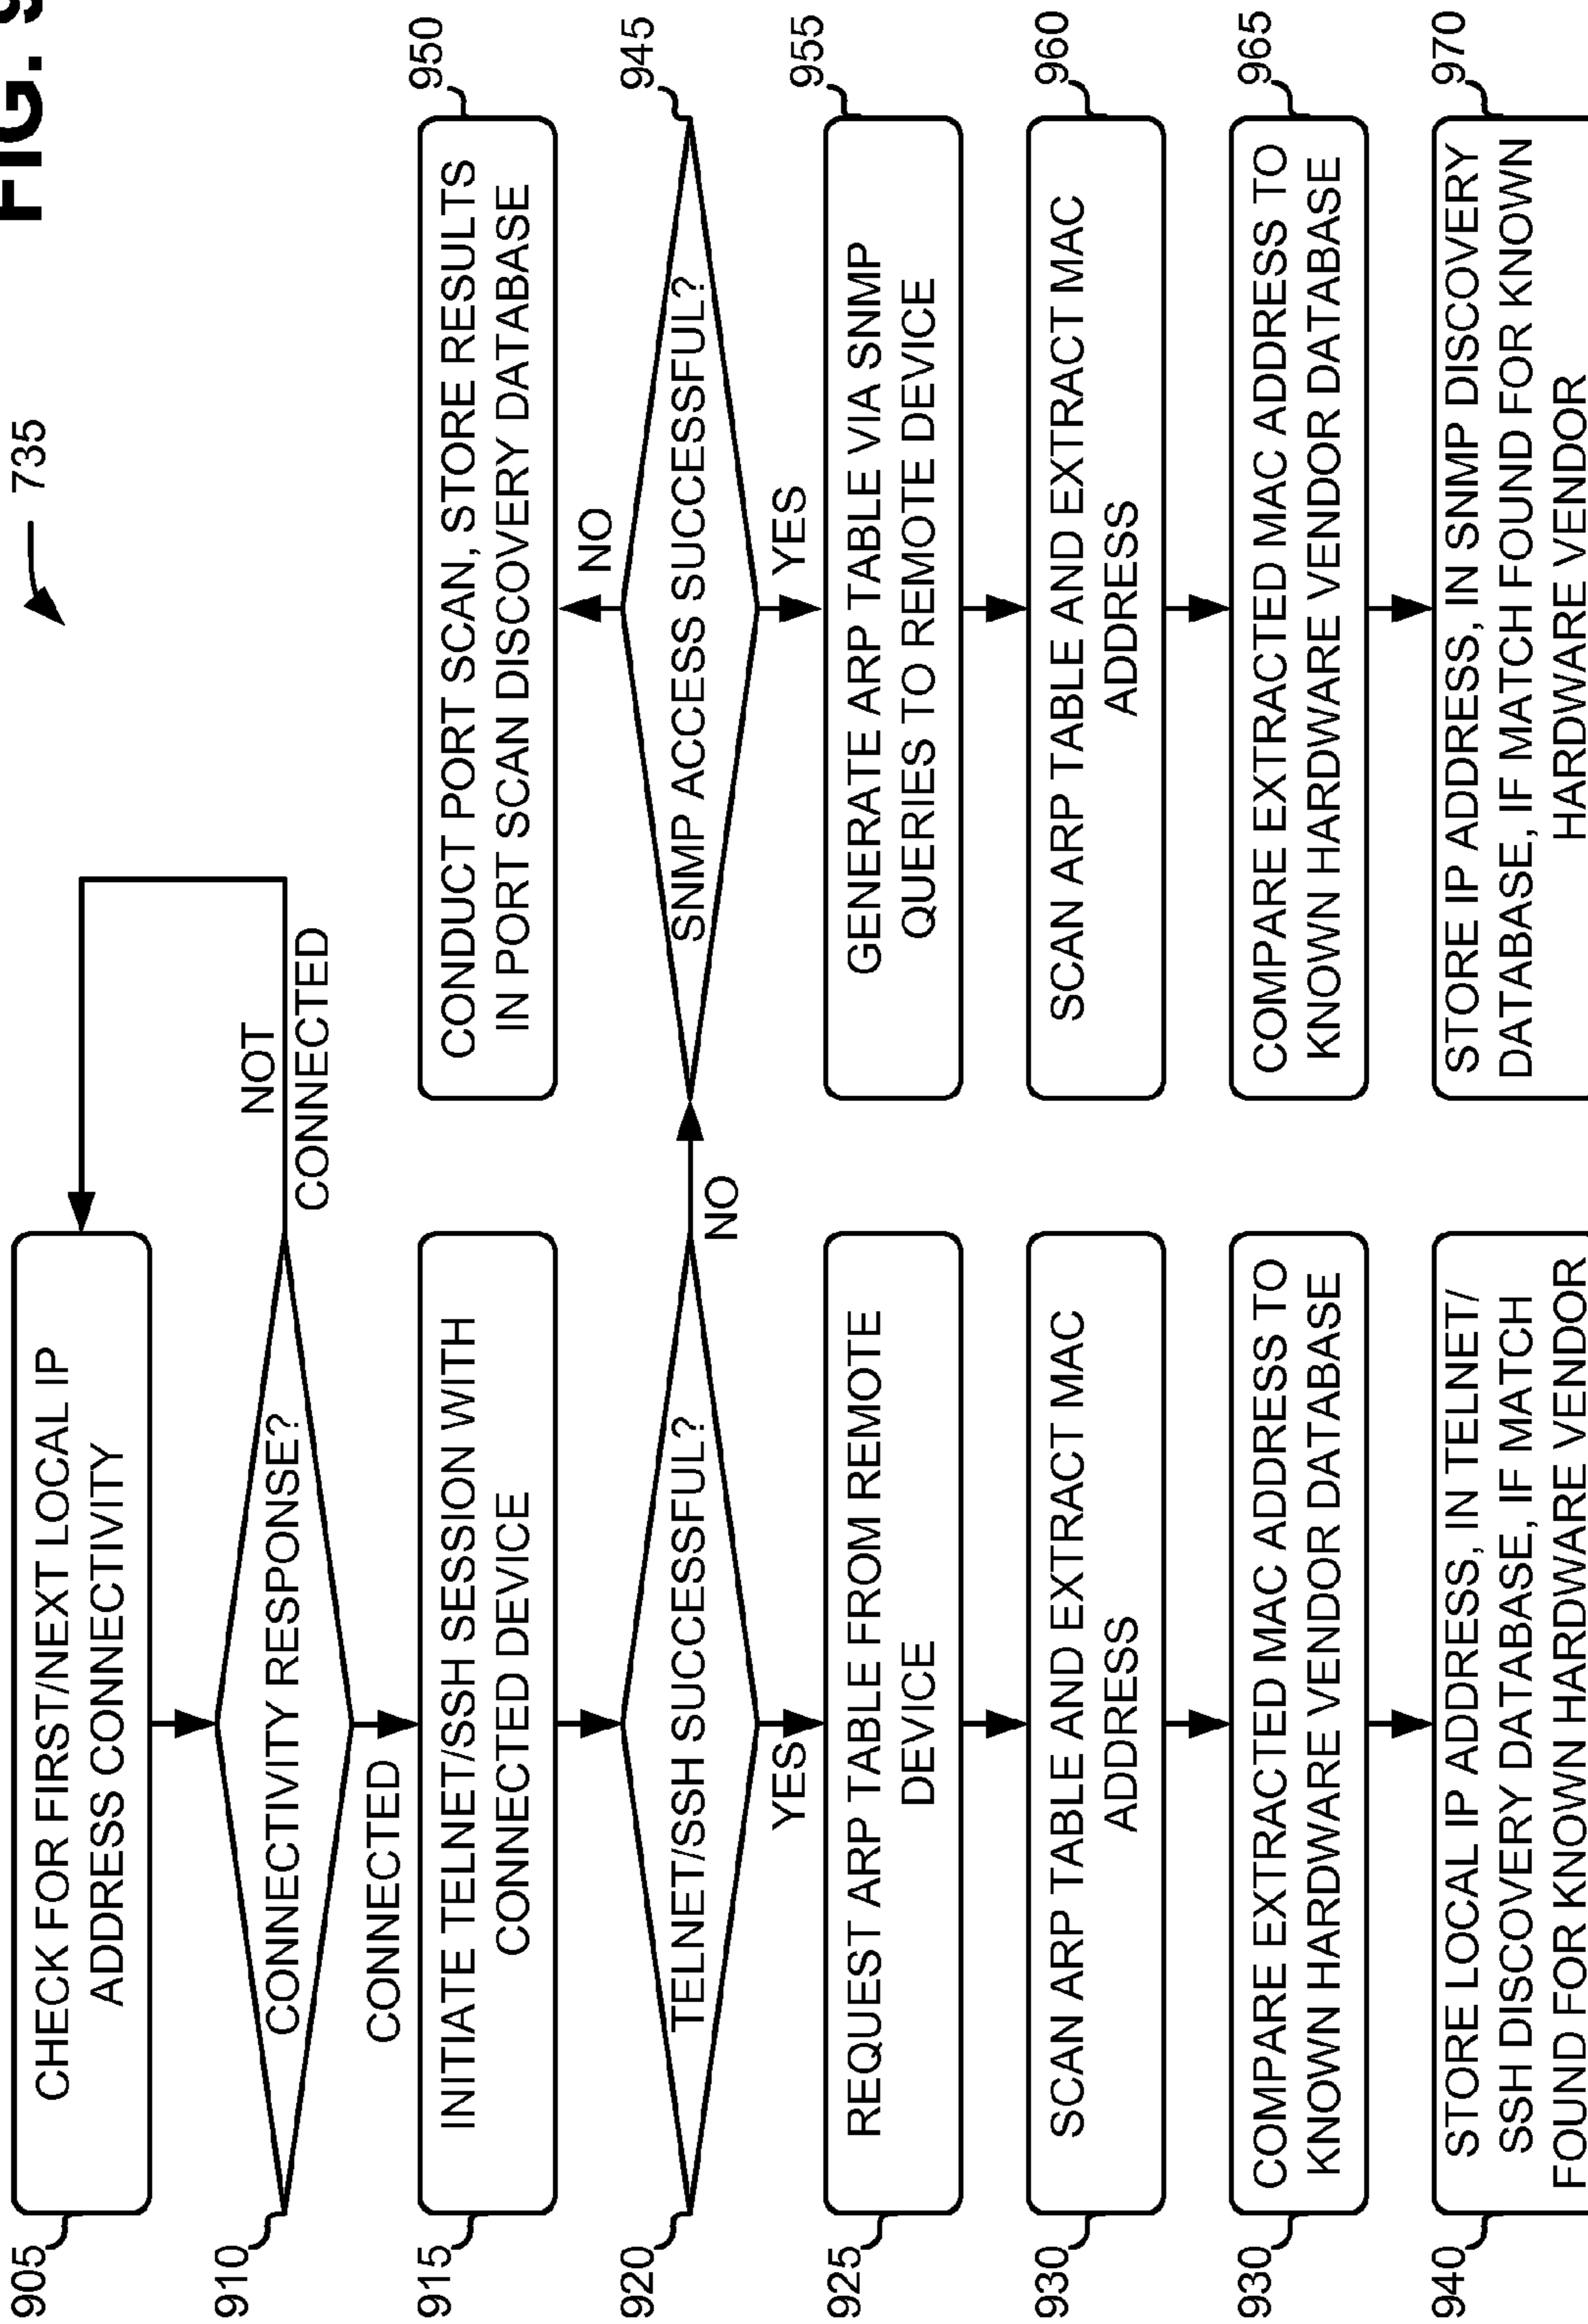 FIG. 9
735
905
CHECK FOR FIRST/NEXT LOCAL IP
ADDRESS CONNECTIVITY
910
CONNECTIVITY RESPONSE?
NOT
CONNECTED
CONNECTED
915
INITIATE TELNET/SSH SESSION WITH
CONNECTED DEVICE
920
TELNET/SSH SUCCESSFUL?
NO
YES
925
REQUEST ARP TABLE FROM REMOTE
DEVICE
930
SCAN ARP TABLE AND EXTRACT MAC
ADDRESS
930
COMPARE EXTRACTED MAC ADDRESS TO
KNOWN HARDWARE VENDOR DATABASE
940
STORE LOCAL IP ADDRESS, IN TELNET/
SSH DISCOVERY DATABASE, IF MATCH
FOUND FOR KNOWN HARDWARE VENDOR
950
CONDUCT PORT SCAN, STORE RESULTS
IN PORT SCAN DISCOVERY DATABASE
NO
945
SNMP ACCESS SUCCESSFUL?
YES
955
GENERATE ARP TABLE VIA SNMP
QUERIES TO REMOTE DEVICE
960
SCAN ARP TABLE AND EXTRACT MAC
ADDRESS
965
COMPARE EXTRACTED MAC ADDRESS TO
KNOWN HARDWARE VENDOR DATABASE
970
STORE IP ADDRESS, IN SNMP DISCOVERY
DATABASE, IF MATCH FOUND FOR KNOWN
HARDWARE VENDOR